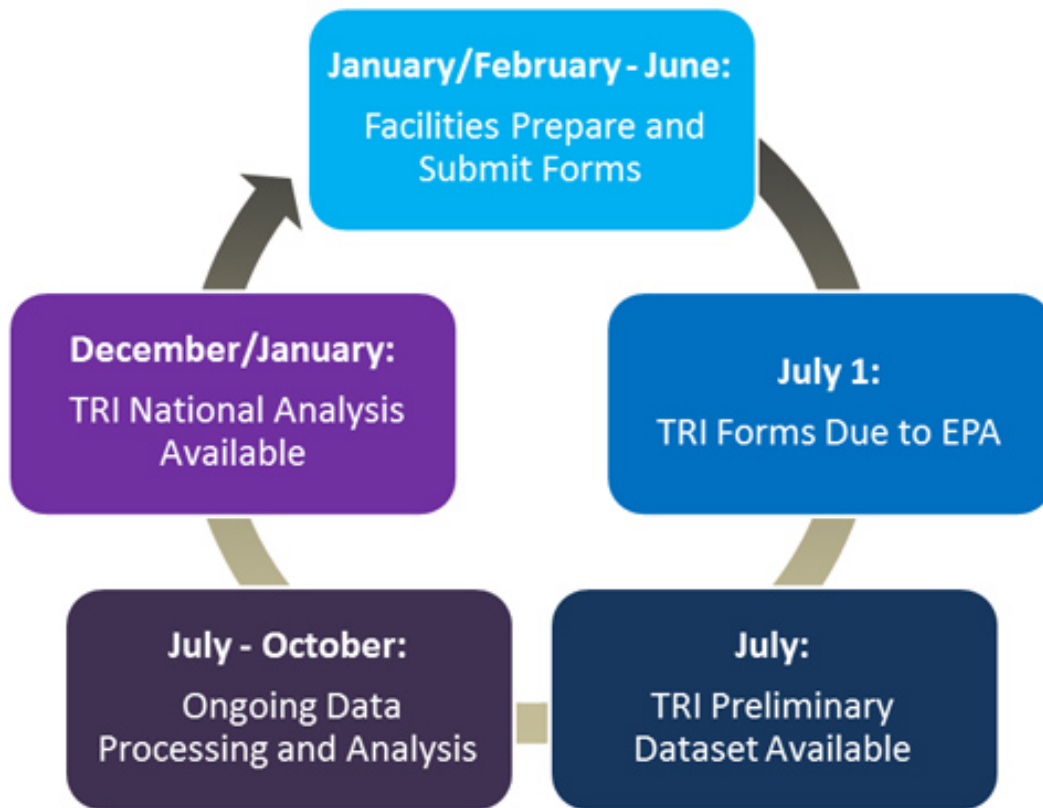 January/February - June:
Facilities Prepare and
Submit Forms
July 1:
TRI Forms Due to EPA
July:
TRI Preliminary
Dataset Available
July - October:
Ongoing Data
Processing and Analysis
December/January:
TRI National Analysis
Available